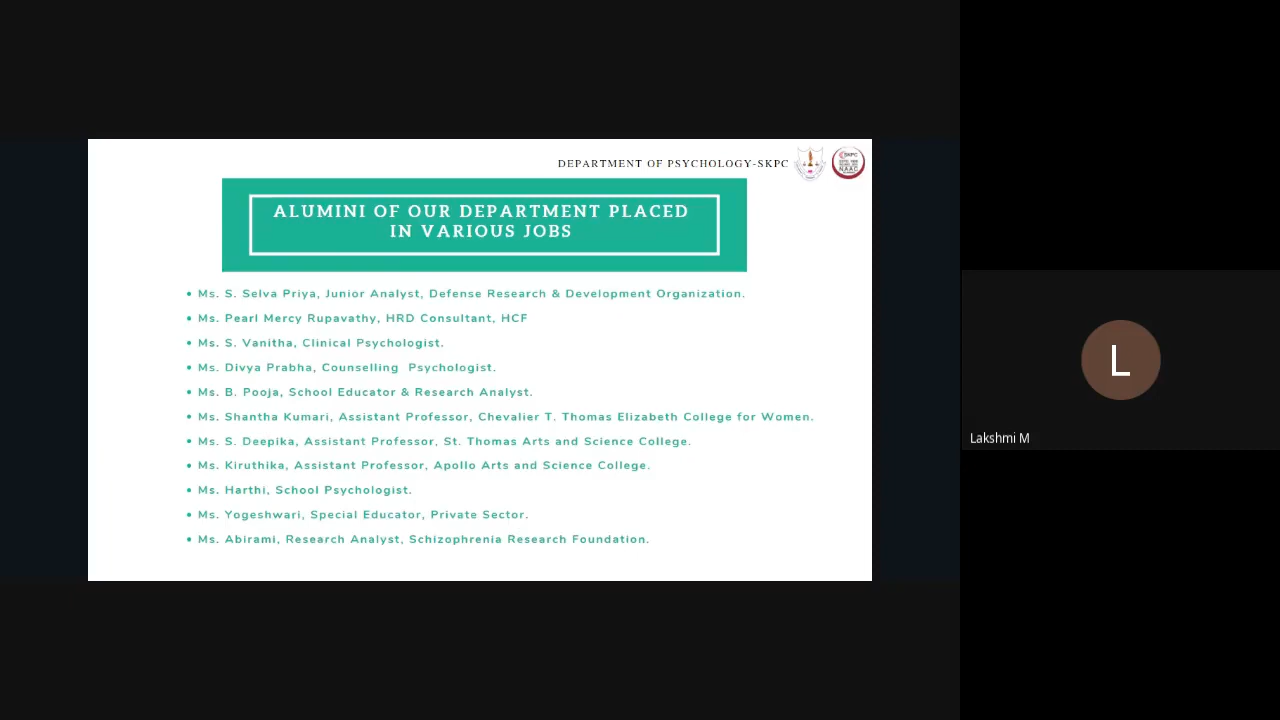 DEPARTMENT OF PSYCHOLOGY-SKPC
ALUMINI OF OUR DEPARTMENT PLACED
IN VARIOUS JOBS
• Ms. S. Selva Priya, Junior Analyst, Defense Research & Development Organization.
• Ms. Pearl Mercy Rupavathy, HRD Consultant, HCF
• Ms. S. Vanitha, Clinical Psychologist.
• Ms. Divya Prabha, Counselling  Psychologist.
• Ms. B. Pooja, School Educator & Research Analyst.
• Ms. Shantha Kumari, Assistant Professor, Chevalier T. Thomas Elizabeth College for Women.
• Ms. S. Deepika, Assistant Professor, St. Thomas Arts and Science College.
• Ms. Kiruthika, Assistant Professor, Apollo Arts and Science College.
• Ms. Harthi, School Psychologist.
• Ms. Yogeshwari, Special Educator, Private Sector.
• Ms. Abirami, Research Analyst, Schizophrenia Research Foundation.
SKPC
NAAC
L
Lakshmi M